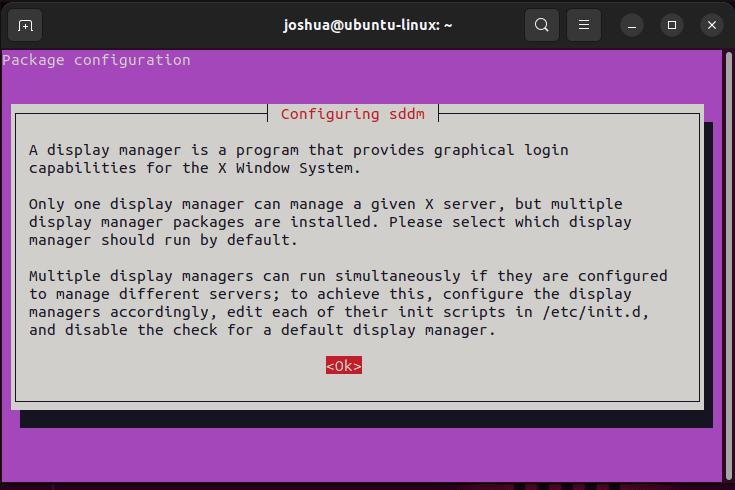 joshua@ubuntu-linux: ~
Package configuration
Configuring sddm
A display manager is a program that provides graphical login
capabilities for the X Window System.
Only one display manager can manage a given X server, but multiple
display manager packages are installed. Please select which display
manager should run by default.
Multiple display managers can run simultaneously if they are configured
to manage different servers; to achieve this, configure the display
managers accordingly, edit each of their init scripts in /etc/init.d,
and disable the check for a default display manager.
<Ok>